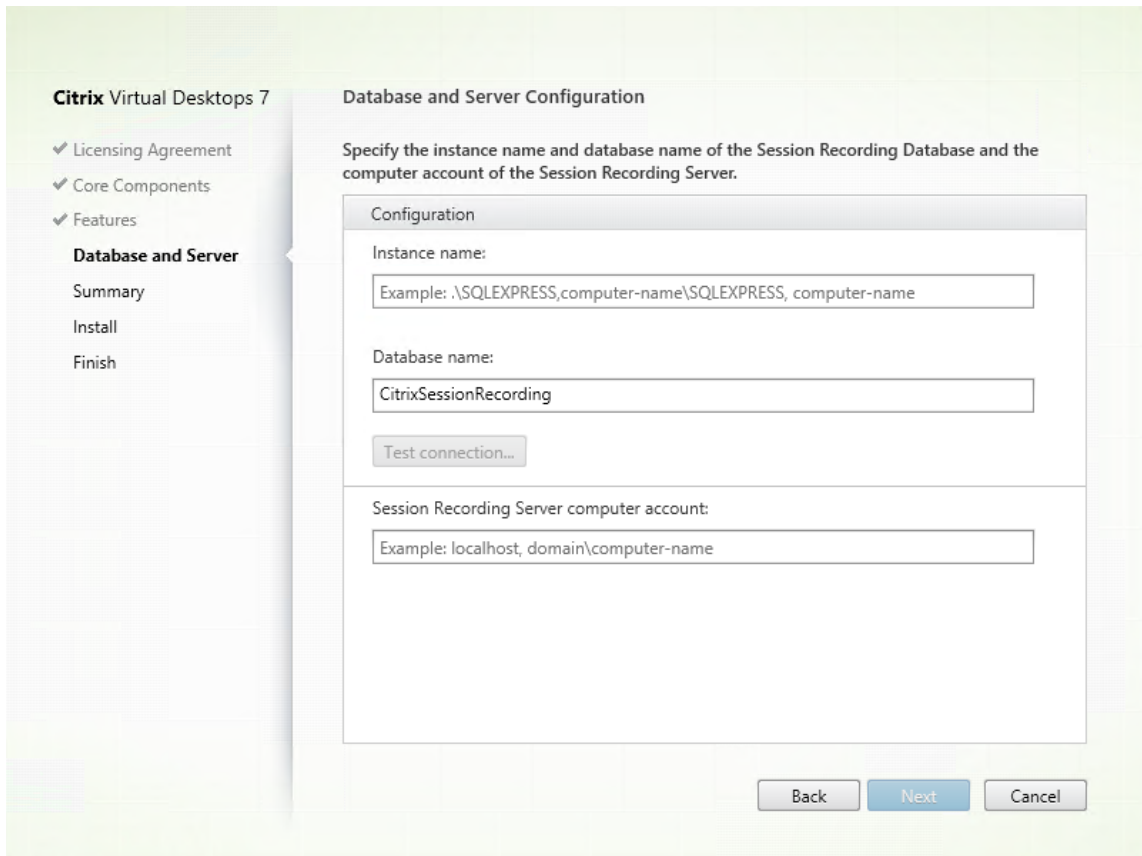 Citrix Virtual Desktops 7
Licensing Agreement
Core Components
Features
Database and Server
Summary
Install
Finish
Database and Server Configuration
Specify the instance name and database name of the Session Recording Database and the
computer account of the Session Recording Server.
Configuration
Instance name:
Example: .\SQLEXPRESS,computer-name\SQLEXPRESS, computer-name
Database name:
CitrixSessionRecording
Test connection...
Session Recording Server computer account:
Example: localhost, domain\computer-name
Back
Next
Cancel